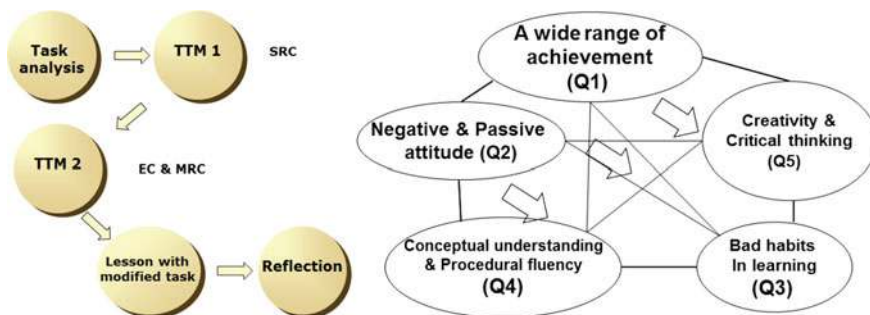 Task
analysis
TTM 1
SRC
TTM 2
EC & MRC
Lesson with
modified task
Reflection
A wide range of
achievement
(Q1)
Negative & Passive
attitude (Q2)
Creativity &
Critical thinking
(Q5)
Conceptual understanding
& Procedural fluency
(Q4)
Bad habits
In learning
(Q3)